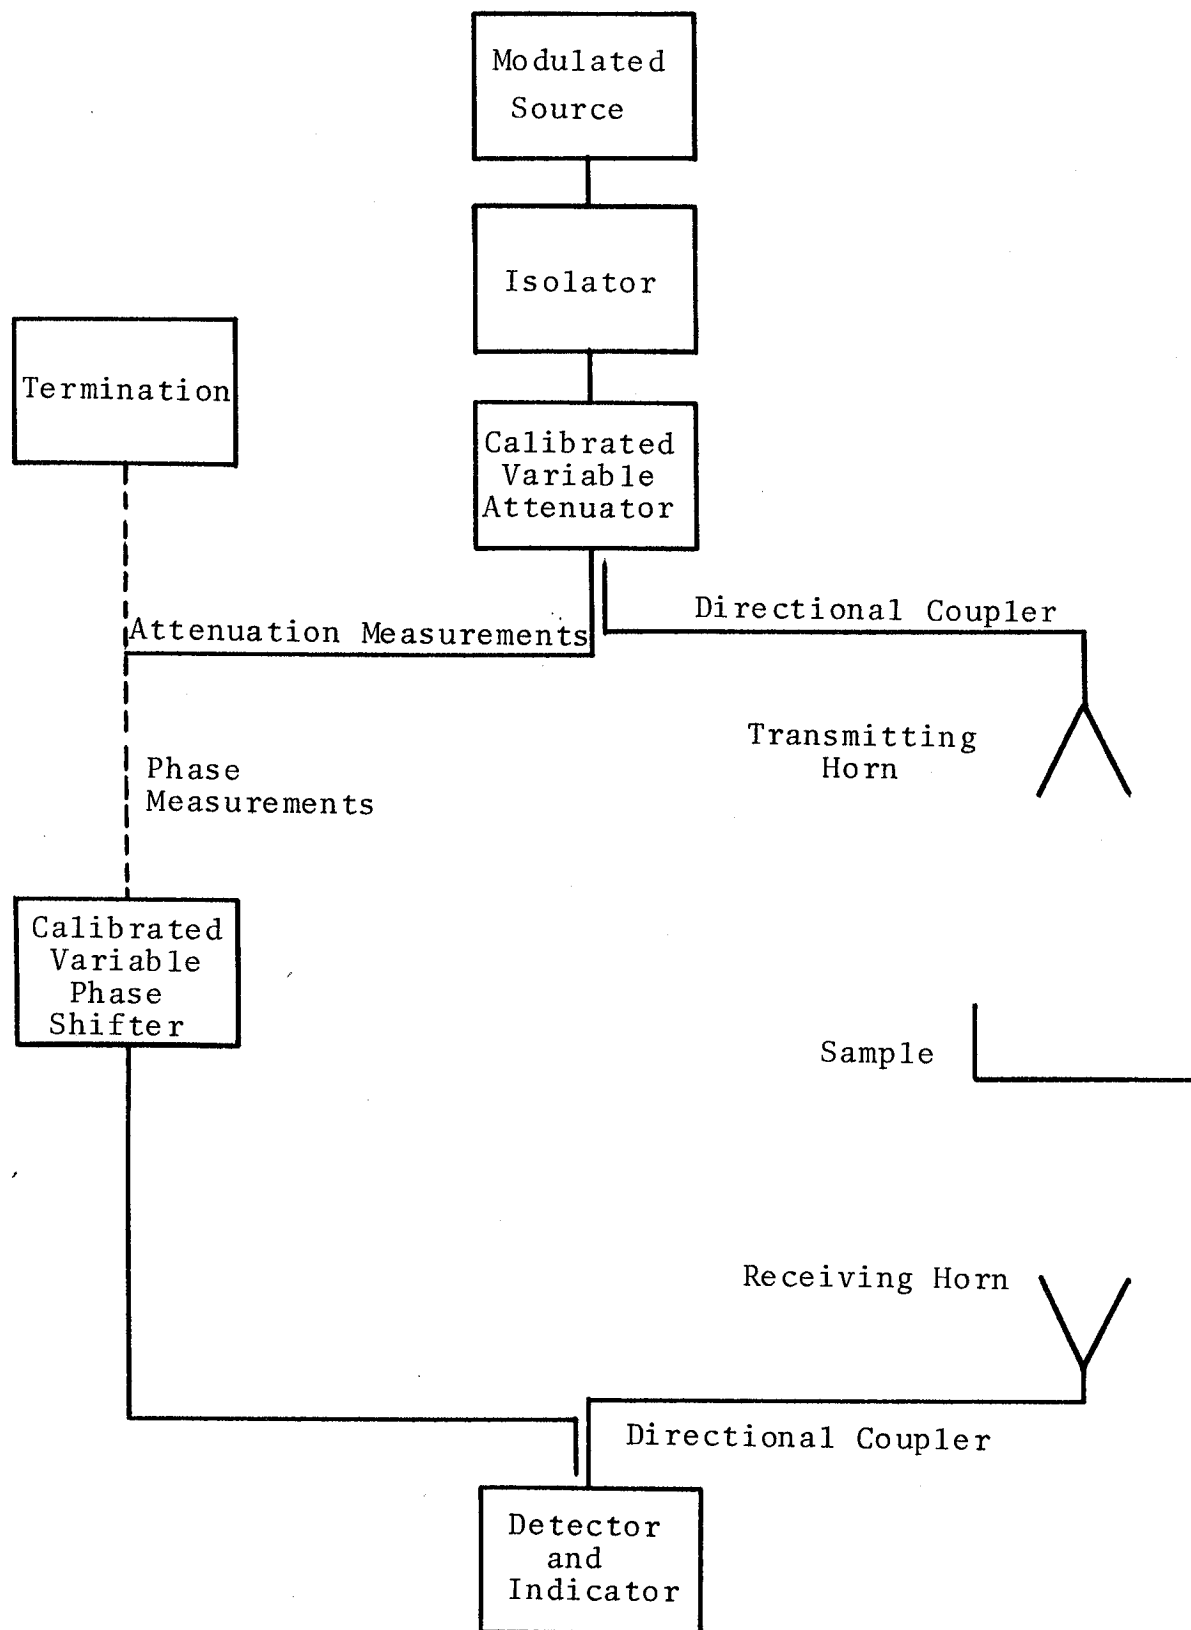 Modulated
Source
Isolator
Termination
Calibrated
Variable
Attenuator
Directional Coupler
Attenuation Measurements
Transmitting
Horn
Phase
Measurements
Calibrated
Variable
Phase
Shifter
Sample
Receiving Horn
Directional Coupler
Detector
and
Indicator